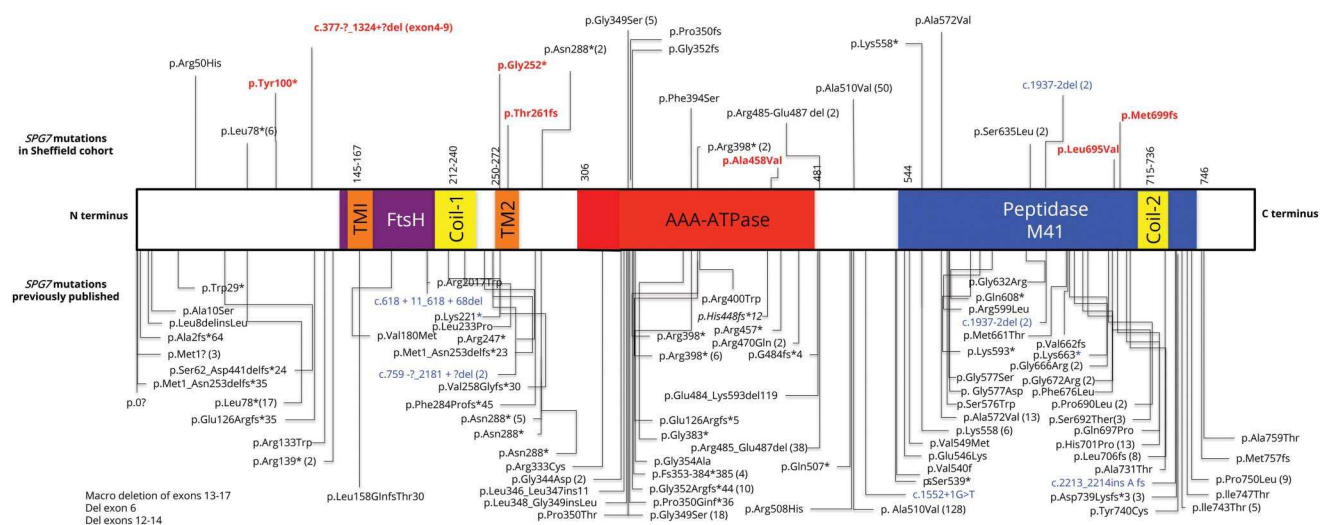 p.Gly349Ser (5)
c.377-?_1324+?del (exon4-9)
p.Pro350fs
p.Ala572Val
p.Lys558*
p.Asn288*(2)
p.Gly352fs
p.Arg50His
p.Tyr100*
p.Gly252*
p.Ala510Val (50)
c.1937-2del (2)
p.Phe394Ser
p.Thr261fs
p.Arg485-Glu487 del (2)
p.Met699fs
p.Leu78*(6)
p.Ser635Leu (2)
SPG7 mutations
in Sheffield cohort
p.Arg398* (2)
p.Leu695Val
p.Ala458Val
145-167
212-240
250-272
306
481
544
715-736
746
N terminus
TMI
FtsH
Coil-1
TM2
AAA-ATPase
Peptidase
M41
Coil-2
C terminus
SPG7 mutations
previously published
p.Trp29*
p.Ala10Ser
p.Leu8delinsLeu
p.Ala2fs*64
p.Met1? (3)
p.Ser62_Asp441delfs*24
p.Met1_Asn253delfs*35
p.0?
p.Leu78*(17)
p.Glu126Argfs*35
p.Arg133Trp
p.Arg139* (2)
p.Leu158GlnfsThr30
p.Val180Met
p.Arg2017Trp
c.618 + 11_618 + 68del
p.Lys221*
p.Leu233Pro
p.Arg247*
p.Met1_Asn253delfs*23
c.759 -?_2181 + ?del (2)
p.Val258Glyfs*30
p.Phe284Profs*45
p.Asn288* (5)
p.Asn288*
p.Asn288*
p.Arg333Cys
p.Gly344Asp (2)
p.Leu346_Leu347ins11
p.Leu348_Gly349insLeu
p.Pro350Thr
p.Arg400Trp
p.His448fs*12
p.Arg398*
p.Arg457*
p.Arg470Gln (2)
p.Arg398* (6)
p.G484fs*4
p.Glu484_Lys593del119
p.Glu126Argfs*5
p.Gly383*
p.Arg485_Glu487del (38)
p.Gly354Ala
p.Fs353-384*385 (4)
p.Gly352Argfs*44 (10)
p.Pro350Ginf*36
p.Gly349Ser (18)
p.Gln507*
p.Arg508His
p.Ala510Val (128)
c.1552+1G>T
p.Ser539*
p.Val540f
p.Glu546Lys
p.Val549Met
p.Lys558 (6)
p.Ala572Val (13)
p.Ser576Trp
p.Gly577Asp
p.Gly577Ser
p.Lys593*
p.Gly632Arg
p.Gln608*
p.Arg599Leu
c.1937-2del (2)
p.Met661Thr
p.Val662fs
p.Lys663*
p.Gly666Arg (2)
p.Gly672Arg (2)
p.Phe676Leu
p.Pro690Leu (2)
p.Ser692Ther(3)
p.Gln697Pro
p.His701Pro (13)
p.Leu706fs (8)
p.Ala731Thr
c.2213_2214ins A fs
p.Asp739Lysfs*3 (3)
p.Tyr740Cys
p.Ala759Thr
p.Met757fs
p.Pro750Leu (9)
p.Ile747Thr
p.Ile743Thr (5)
Macro deletion of exons 13-17
Del exon 6
Del exons 12-14